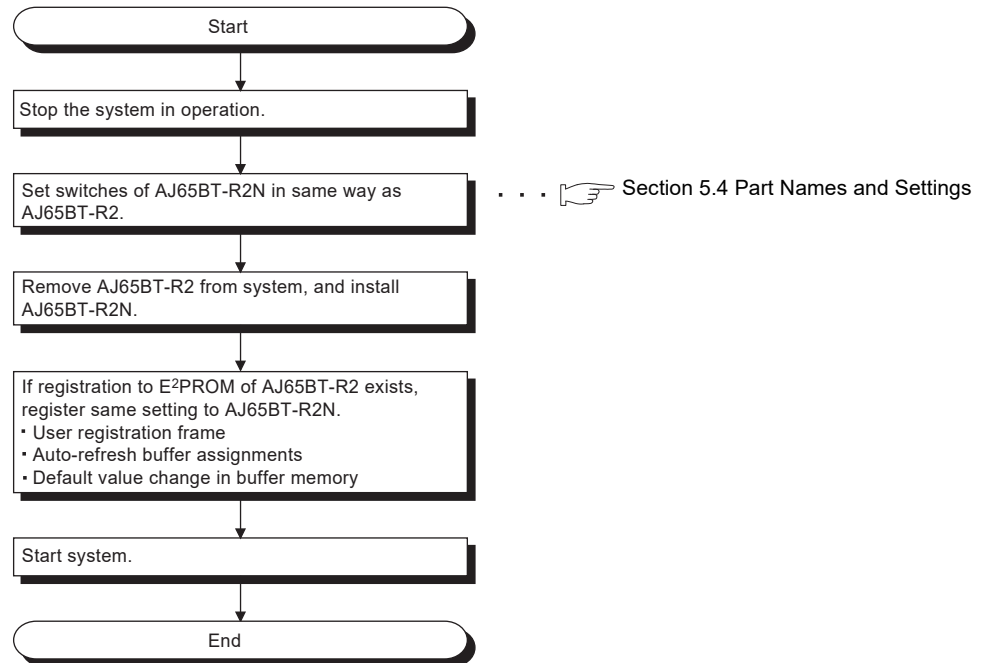 Start
Stop the system in operation.
Set switches of AJ65BT-R2N in same way as
AJ65BT-R2.
. . . Section 5.4 Part Names and Settings
Remove AJ65BT-R2 from system, and install
AJ65BT-R2N.
If registration to E²PROM of AJ65BT-R2 exists,
register same setting to AJ65BT-R2N.
▪ User registration frame
▪ Auto-refresh buffer assignments
▪ Default value change in buffer memory
Start system.
End